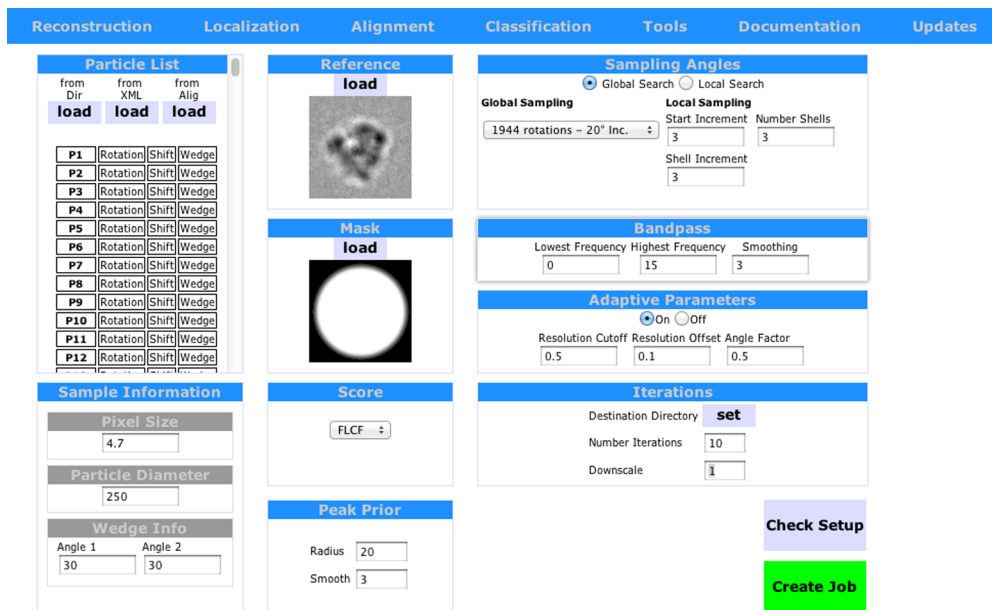 Reconstruction Localization Alignment Classification Tools Documentation Updates
Particle List
from Dir from XML from Alig
load load load
P1 Rotation Shift Wedge
P2 Rotation Shift Wedge
P3 Rotation Shift Wedge
P4 Rotation Shift Wedge
P5 Rotation Shift Wedge
P6 Rotation Shift Wedge
P7 Rotation Shift Wedge
P8 Rotation Shift Wedge
P9 Rotation Shift Wedge
P10 Rotation Shift Wedge
P11 Rotation Shift Wedge
P12 Rotation Shift Wedge
Sample Information
Pixel Size
4.7
Particle Diameter
250
Wedge Info
Angle 1 Angle 2
30 30
Reference
load
Mask
load
Score
FLCF
Peak Prior
Radius 20
Smooth 3
Sampling Angles
Global Search Local Search
Global Sampling Local Sampling
1944 rotations - 20° Inc.
Start Increment Number Shells
3 3
Shell Increment
3
Bandpass
Lowest Frequency Highest Frequency Smoothing
0 15 3
Adaptive Parameters
On Off
Resolution Cutoff Resolution Offset Angle Factor
0.5 0.1 0.5
Iterations
Destination Directory set
Number Iterations 10
Downscale 1
Check Setup
Create Job